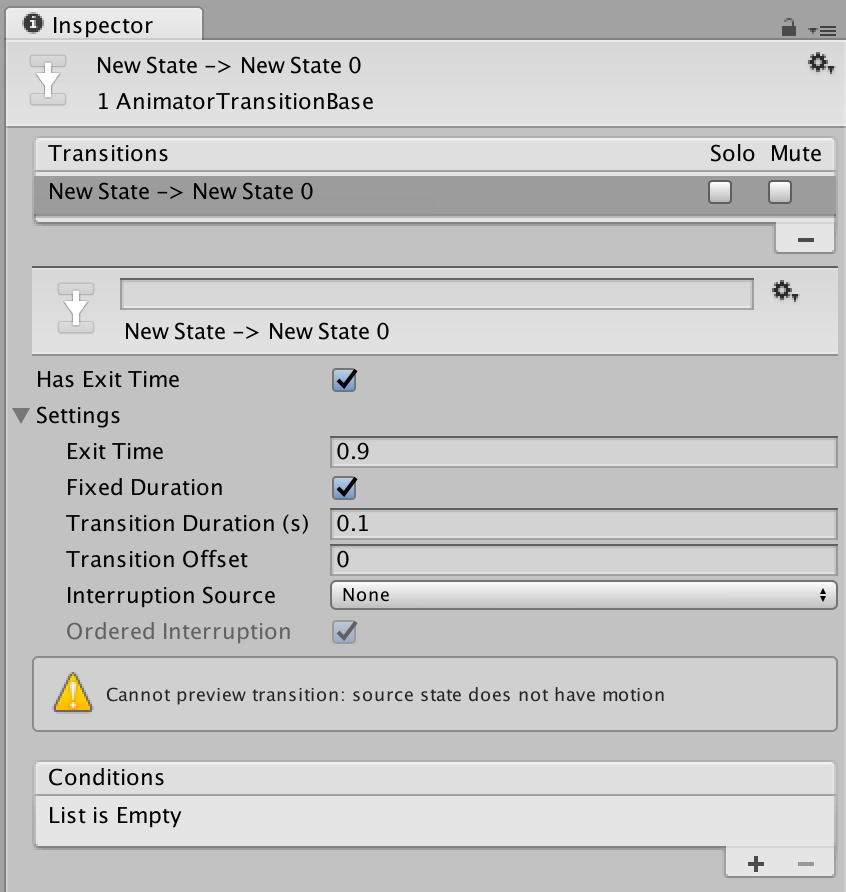 Inspector
New State -> New State 0
1 AnimatorTransitionBase
Transitions Solo Mute
New State -> New State 0
New State -> New State 0
Has Exit Time
Settings
Exit Time 0.9
Fixed Duration
Transition Duration (s) 0.1
Transition Offset 0
Interruption Source None
Ordered Interruption
Cannot preview transition: source state does not have motion
Conditions
List is Empty